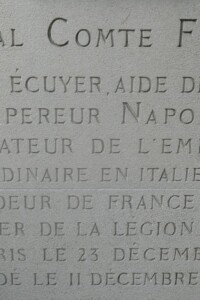 AL COMTE F
ÉCUYER, AIDE D
PEREUR NAPO
ATEUR DE L'EM
DINAIRE EN ITALIE
DEUR DE FRANCE
ER DE LA LÉGION
RIS LE 23 DÉCEM
DÉ LE 11 DÉCEMBRE